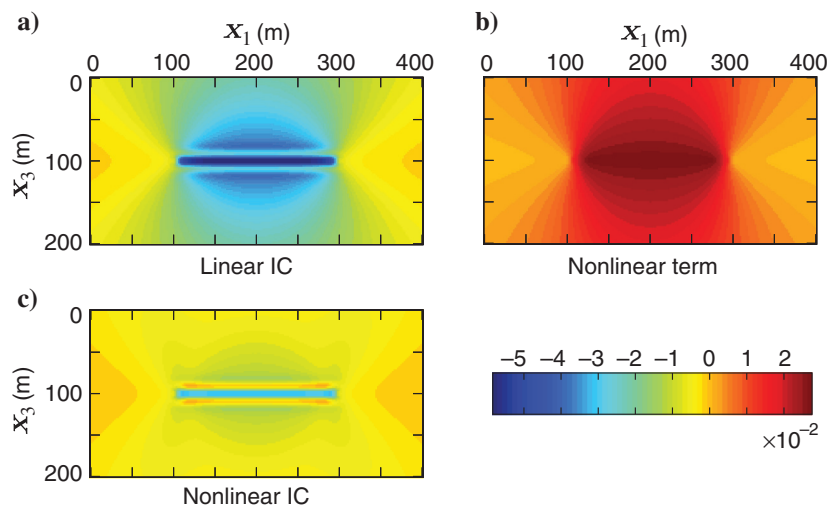 a)
x₁ (m)
0 100 200 300 400
x₃ (m)
0
100
200
Linear IC
b)
x₁ (m)
0 100 200 300 400
Nonlinear term
c)
x₃ (m)
0
100
200
Nonlinear IC
–5 –4 –3 –2 –1 0 1 2
×10⁻²